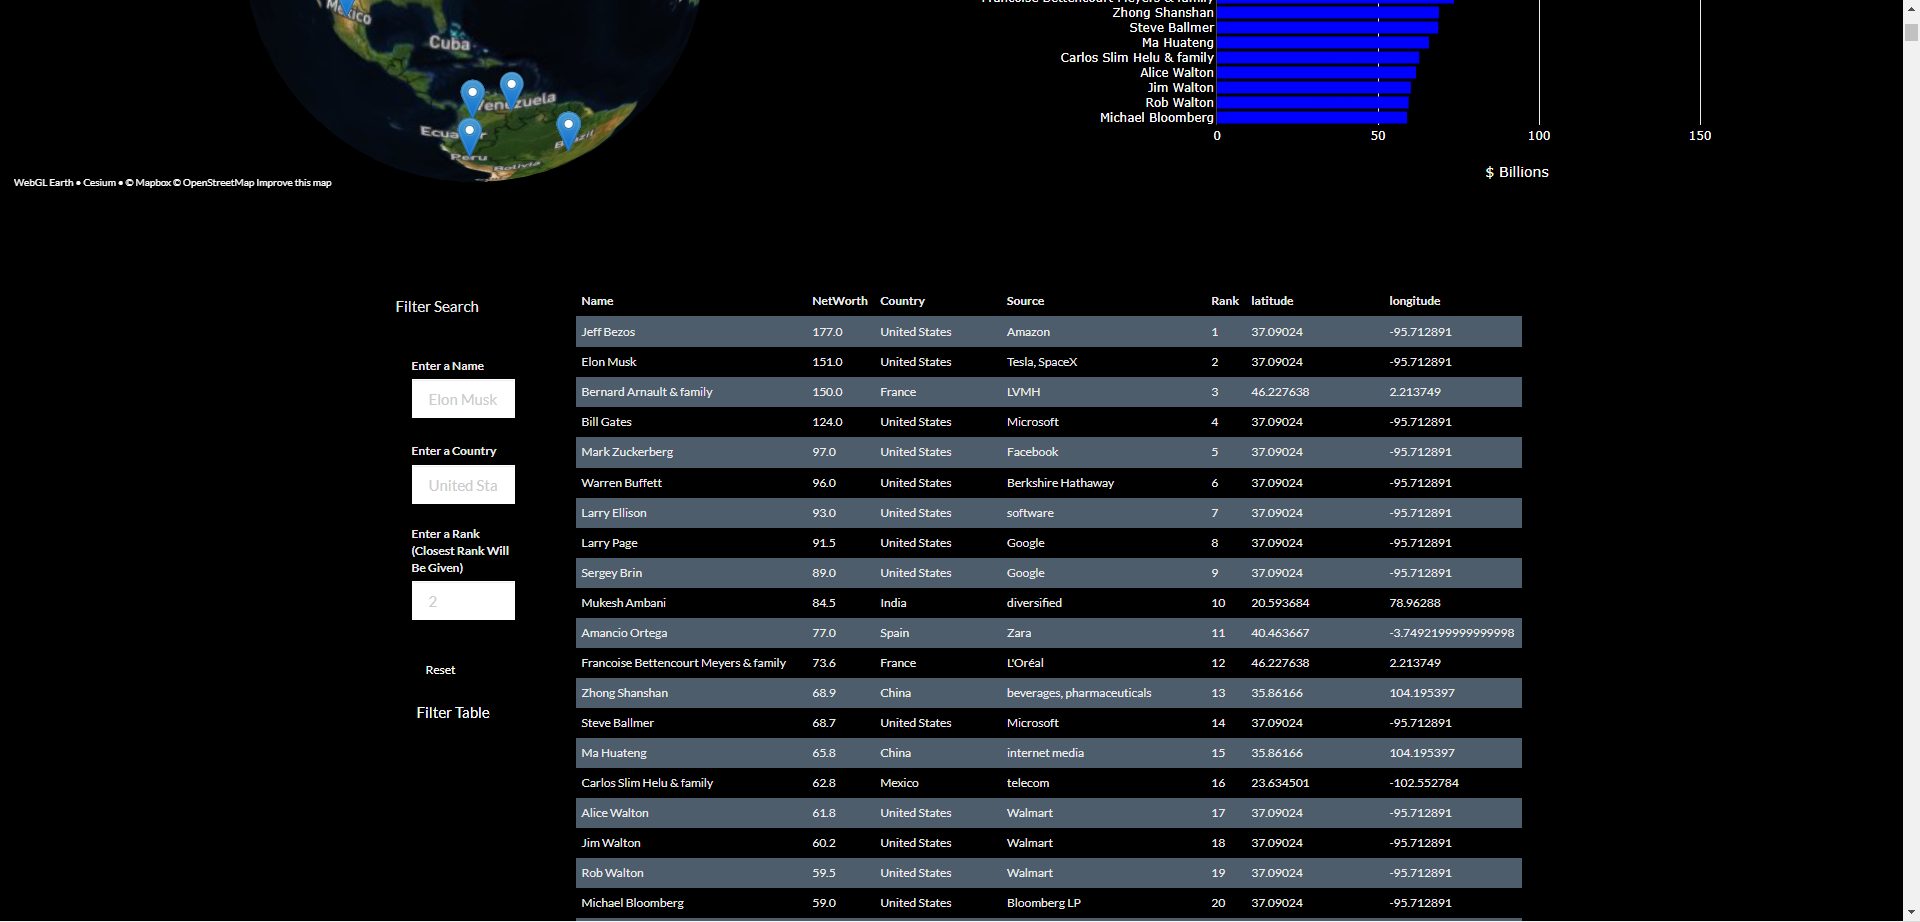 Mexico
Cuba
Venezuela
Peru
Bolivia
WebGL Earth • Cesium • © Mapbox © OpenStreetMap Improve this map
Francoise Bettencourt Meyers & family
Zhong Shanshan
Steve Ballmer
Ma Huateng
Carlos Slim Helu & family
Alice Walton
Jim Walton
Rob Walton
Michael Bloomberg
0 50 100 150
$ Billions
Filter Search
Enter a Name
Elon Musk
Enter a Country
United Sta
Enter a Rank
(Closest Rank Will
Be Given)
2
Reset
Filter Table
Name NetWorth Country Source Rank latitude longitude
Jeff Bezos 177.0 United States Amazon 1 37.09024 -95.712891
Elon Musk 151.0 United States Tesla, SpaceX 2 37.09024 -95.712891
Bernard Arnault & family 150.0 France LVMH 3 46.227638 2.213749
Bill Gates 124.0 United States Microsoft 4 37.09024 -95.712891
Mark Zuckerberg 97.0 United States Facebook 5 37.09024 -95.712891
Warren Buffett 96.0 United States Berkshire Hathaway 6 37.09024 -95.712891
Larry Ellison 93.0 United States software 7 37.09024 -95.712891
Larry Page 91.5 United States Google 8 37.09024 -95.712891
Sergey Brin 89.0 United States Google 9 37.09024 -95.712891
Mukesh Ambani 84.5 India diversified 10 20.593684 78.96288
Amancio Ortega 77.0 Spain Zara 11 40.463667 -3.7492199999999998
Francoise Bettencourt Meyers & family 73.6 France L'Oréal 12 46.227638 2.213749
Zhong Shanshan 68.9 China beverages, pharmaceuticals 13 35.86166 104.195397
Steve Ballmer 68.7 United States Microsoft 14 37.09024 -95.712891
Ma Huateng 65.8 China internet media 15 35.86166 104.195397
Carlos Slim Helu & family 62.8 Mexico telecom 16 23.634501 -102.552784
Alice Walton 61.8 United States Walmart 17 37.09024 -95.712891
Jim Walton 60.2 United States Walmart 18 37.09024 -95.712891
Rob Walton 59.5 United States Walmart 19 37.09024 -95.712891
Michael Bloomberg 59.0 United States Bloomberg LP 20 37.09024 -95.712891